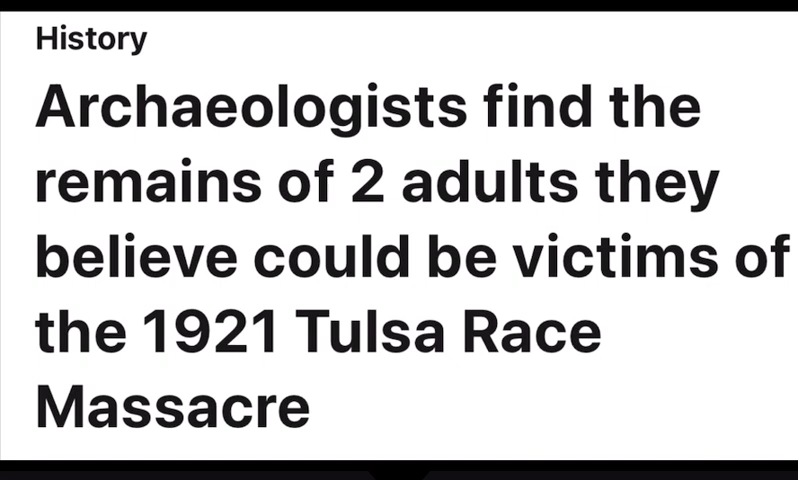 History
Archaeologists find the
remains of 2 adults they
believe could be victims of
the 1921 Tulsa Race
Massacre